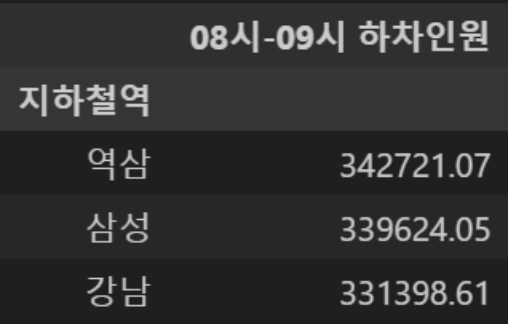 08시-09시 하차인원
지하철역
역삼 342721.07
삼성 339624.05
강남 331398.61